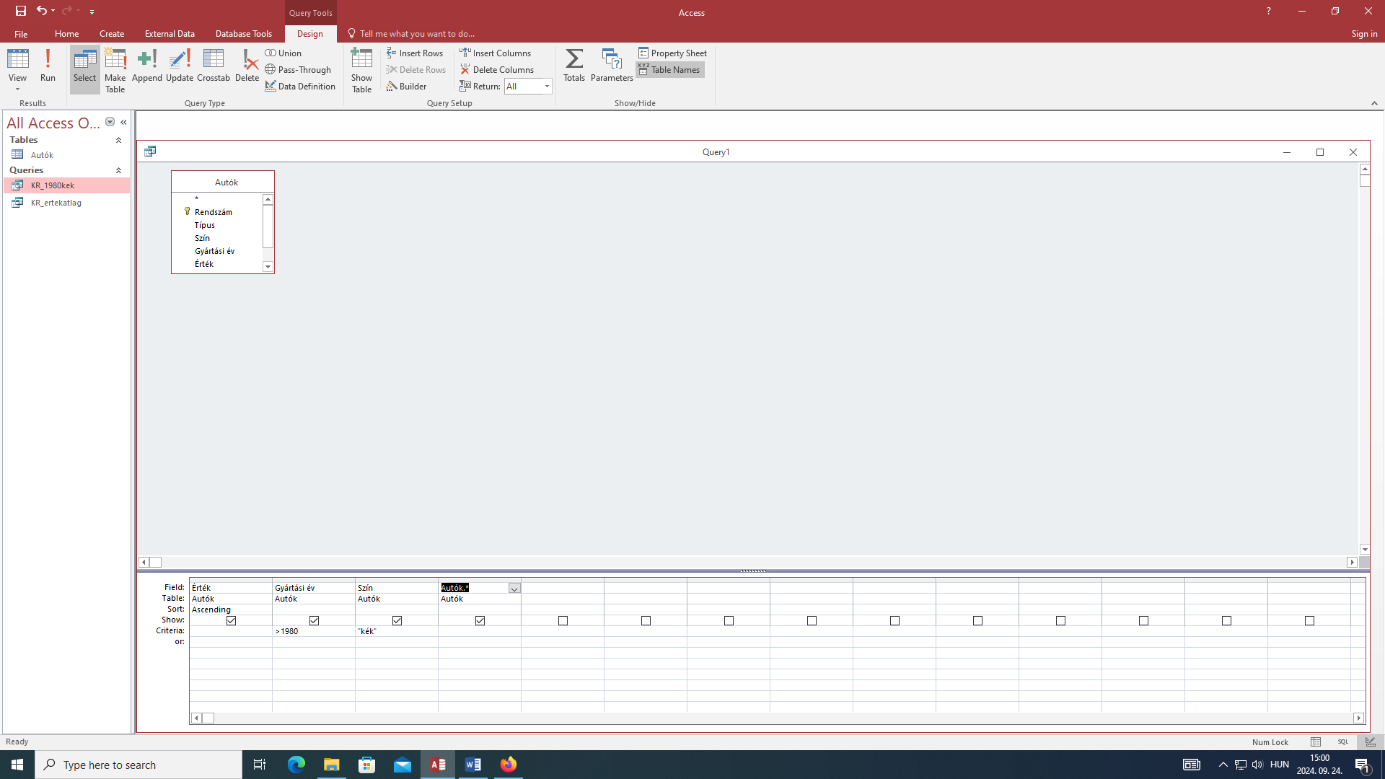 Query Tools
Access
Sign in
File Home Create External Data Database Tools Design Tell me what you want to do...
View Run Select Make Table Append Update Crosstab Delete
Union
Pass-Through
Data Definition
Show Table
Insert Rows
Delete Rows
Builder
Insert Columns
Delete Columns
Return: All
Totals Parameters
Property Sheet
Table Names
Results Query Type Query Setup Show/Hide
All Access O...
Tables
Autók
Queries
KR_1980kek
KR_ertekatlag
Query1
Autók
*
Rendszám
Típus
Szín
Gyártási év
Érték
Field: Érték Gyártási év Szín Autók.*
Table: Autók Autók Autók Autók
Sort: Ascending
Show:
Criteria: >1980 "kék"
or:
Ready
Num Lock SQL
Type here to search
HUN
15:00
2024. 09. 24.
1